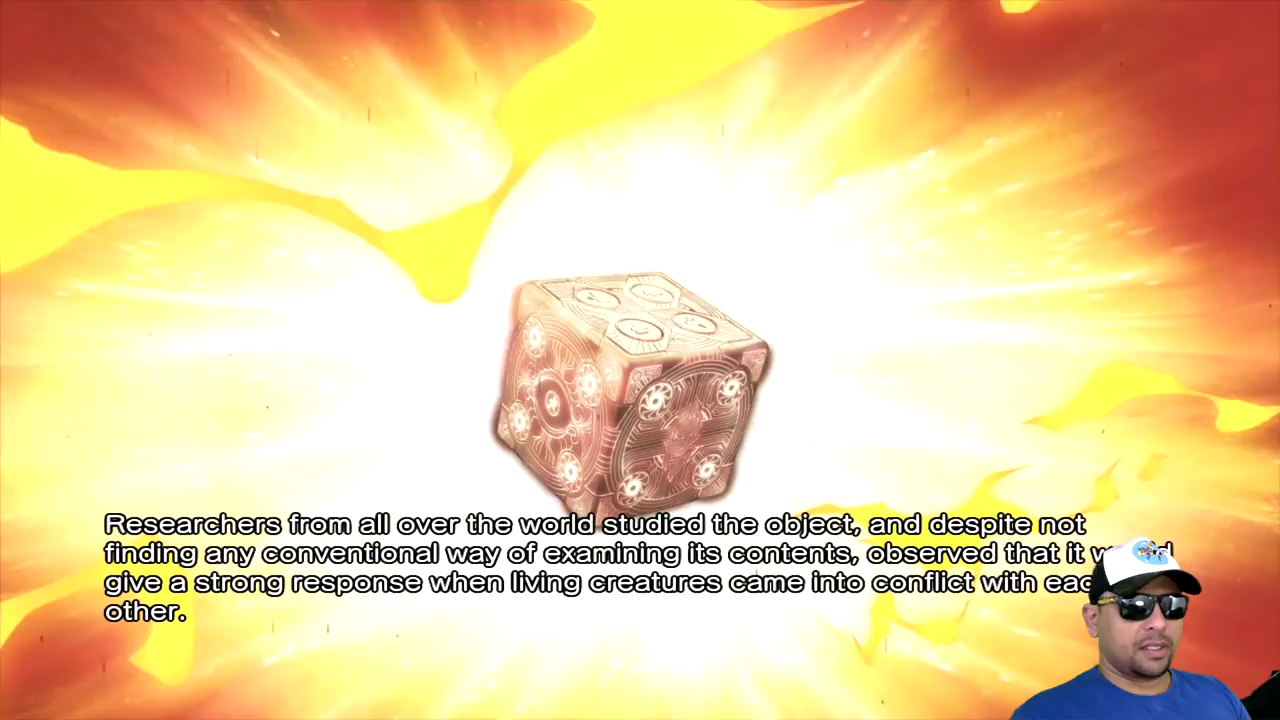 Researchers from all over the world studied the object, and despite not
finding any conventional way of examining its contents, observed that it
give a strong response when living creatures came into conflict with
other.